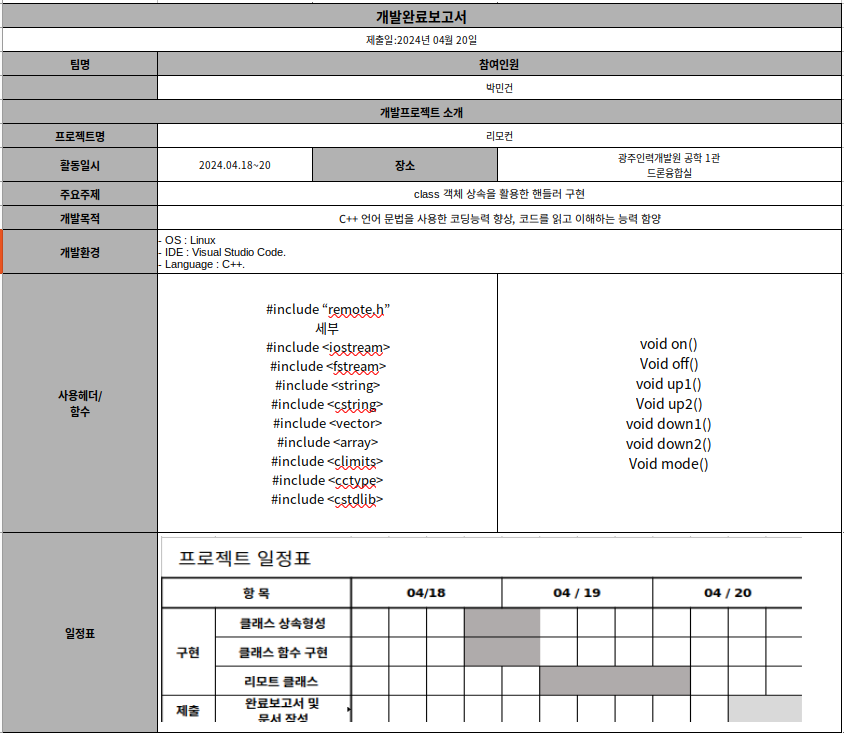 개발완료보고서
제출일:2024년 04월 20일
팀명
참여인원
박민건
개발프로젝트 소개
프로젝트명
리모컨
활동일시
2024.04.18~20
장소
광주인력개발원 공학 1관
드론융합실
주요주제
class 객체 상속을 활용한 핸들러 구현
개발목적
C++ 언어 문법을 사용한 코딩능력 향상, 코드를 읽고 이해하는 능력 함양
개발환경
- OS : Linux
- IDE : Visual Studio Code.
- Language : C++.
사용헤더/
함수
#include “remote.h”
세부
#include <iostream>
#include <fstream>
#include <string>
#include <cstring>
#include <vector>
#include <array>
#include <climits>
#include <cctype>
#include <cstdlib>
void on()
Void off()
void up1()
Void up2()
void down1()
void down2()
Void mode()
일정표
프로젝트 일정표
항 목
04/18
04 / 19
04 / 20
구현
클래스 상속형성
클래스 함수 구현
리모트 클래스
제출
완료보고서 및
문서 작성